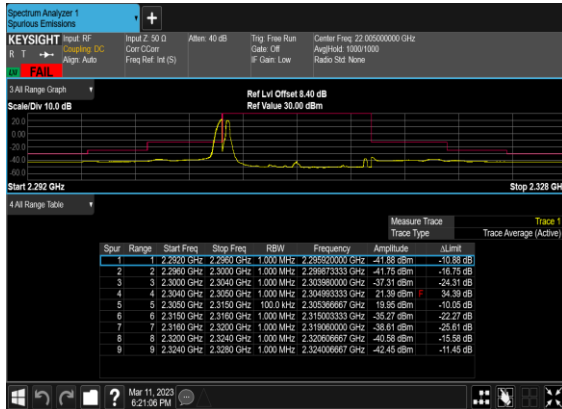 Spectrum Analyzer 1
Spurious Emissions
+
KEYSIGHT Input: RF Input Z: 50 Ω Atten: 40 dB Trig: Free Run Center Freq: 22.005000000 GHz
R T Coupling: DC Corr CCorr Gate: Off Avg|Hold: 1000/1000
Align: Auto Freq Ref: Int (S) IF Gain: Low Radio Std: None
LNI FAIL
3 All Range Graph Ref Lvl Offset 8.40 dB
Scale/Div 10.0 dB Ref Value 30.00 dBm
20.0
0.00
-20.0
-40.0
-60.0
Start 2.292 GHz Stop 2.328 GH
4 All Range Table
Measure Trace Trace 1
Trace Type Trace Average (Active)
Spur Range Start Freq Stop Freq RBW Frequency Amplitude ΔLimit
1 1 2.2920 GHz 2.2960 GHz 1.000 MHz 2.295920000 GHz -41.88 dBm -10.88 dB
2 2 2.2960 GHz 2.3000 GHz 1.000 MHz 2.299873333 GHz -41.75 dBm -16.75 dB
3 3 2.3000 GHz 2.3040 GHz 1.000 MHz 2.303980000 GHz -37.31 dBm -24.31 dB
4 4 2.3040 GHz 2.3050 GHz 1.000 MHz 2.304993333 GHz 21.39 dBm F 34.39 dB
5 5 2.3050 GHz 2.3150 GHz 100.0 kHz 2.305366667 GHz 19.95 dBm -10.05 dB
6 6 2.3150 GHz 2.3160 GHz 1.000 MHz 2.315003333 GHz -35.27 dBm -22.27 dB
7 7 2.3160 GHz 2.3200 GHz 1.000 MHz 2.319060000 GHz -38.61 dBm -25.61 dB
8 8 2.3200 GHz 2.3240 GHz 1.000 MHz 2.320606667 GHz -40.58 dBm -15.58 dB
9 9 2.3240 GHz 2.3280 GHz 1.000 MHz 2.324006667 GHz -42.45 dBm -11.45 dB
? Mar 11, 2023
6:21:06 PM